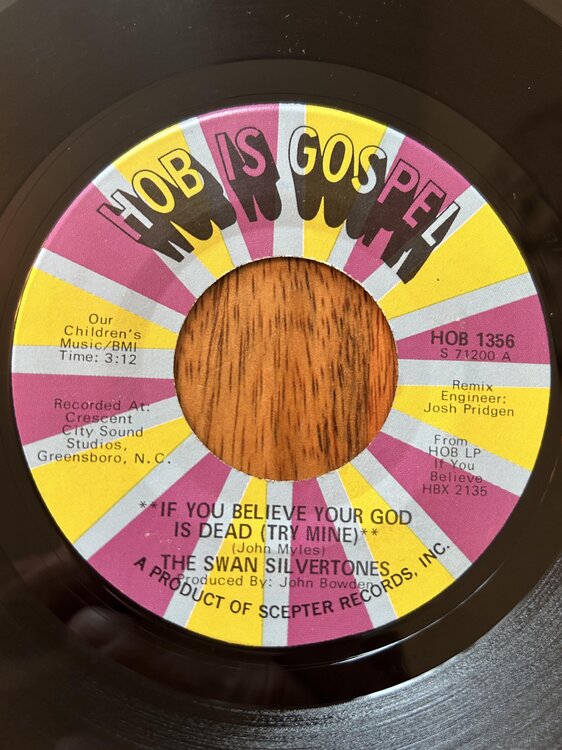 HOB IS GOSPEL
Our
Children's
Music/BMI
Time: 3:12
Recorded At:
Crescent
City Sound
Studios,
Greensboro, N.C.
HOB 1356
S 71200 A
Remix
Engineer:
Josh Pridgen
From
HOB LP
If You
Believe
HBX 2135
**IF YOU BELIEVE YOUR GOD
IS DEAD (TRY MINE)**
(John Myles)
THE SWAN SILVERTONES
Produced By: John Bowden
A PRODUCT OF SCEPTER RECORDS, INC.